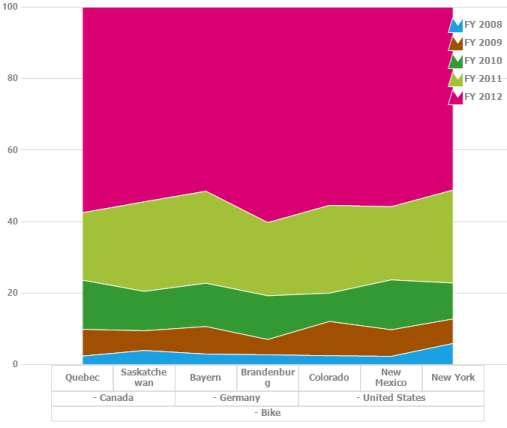 100
80
60
40
20
0
FY 2008
FY 2009
FY 2010
FY 2011
FY 2012
Quebec
Saskatche
wan
Bayern
Brandenbur
g
Colorado
New
Mexico
New York
- Canada
- Germany
- United States
- Bike